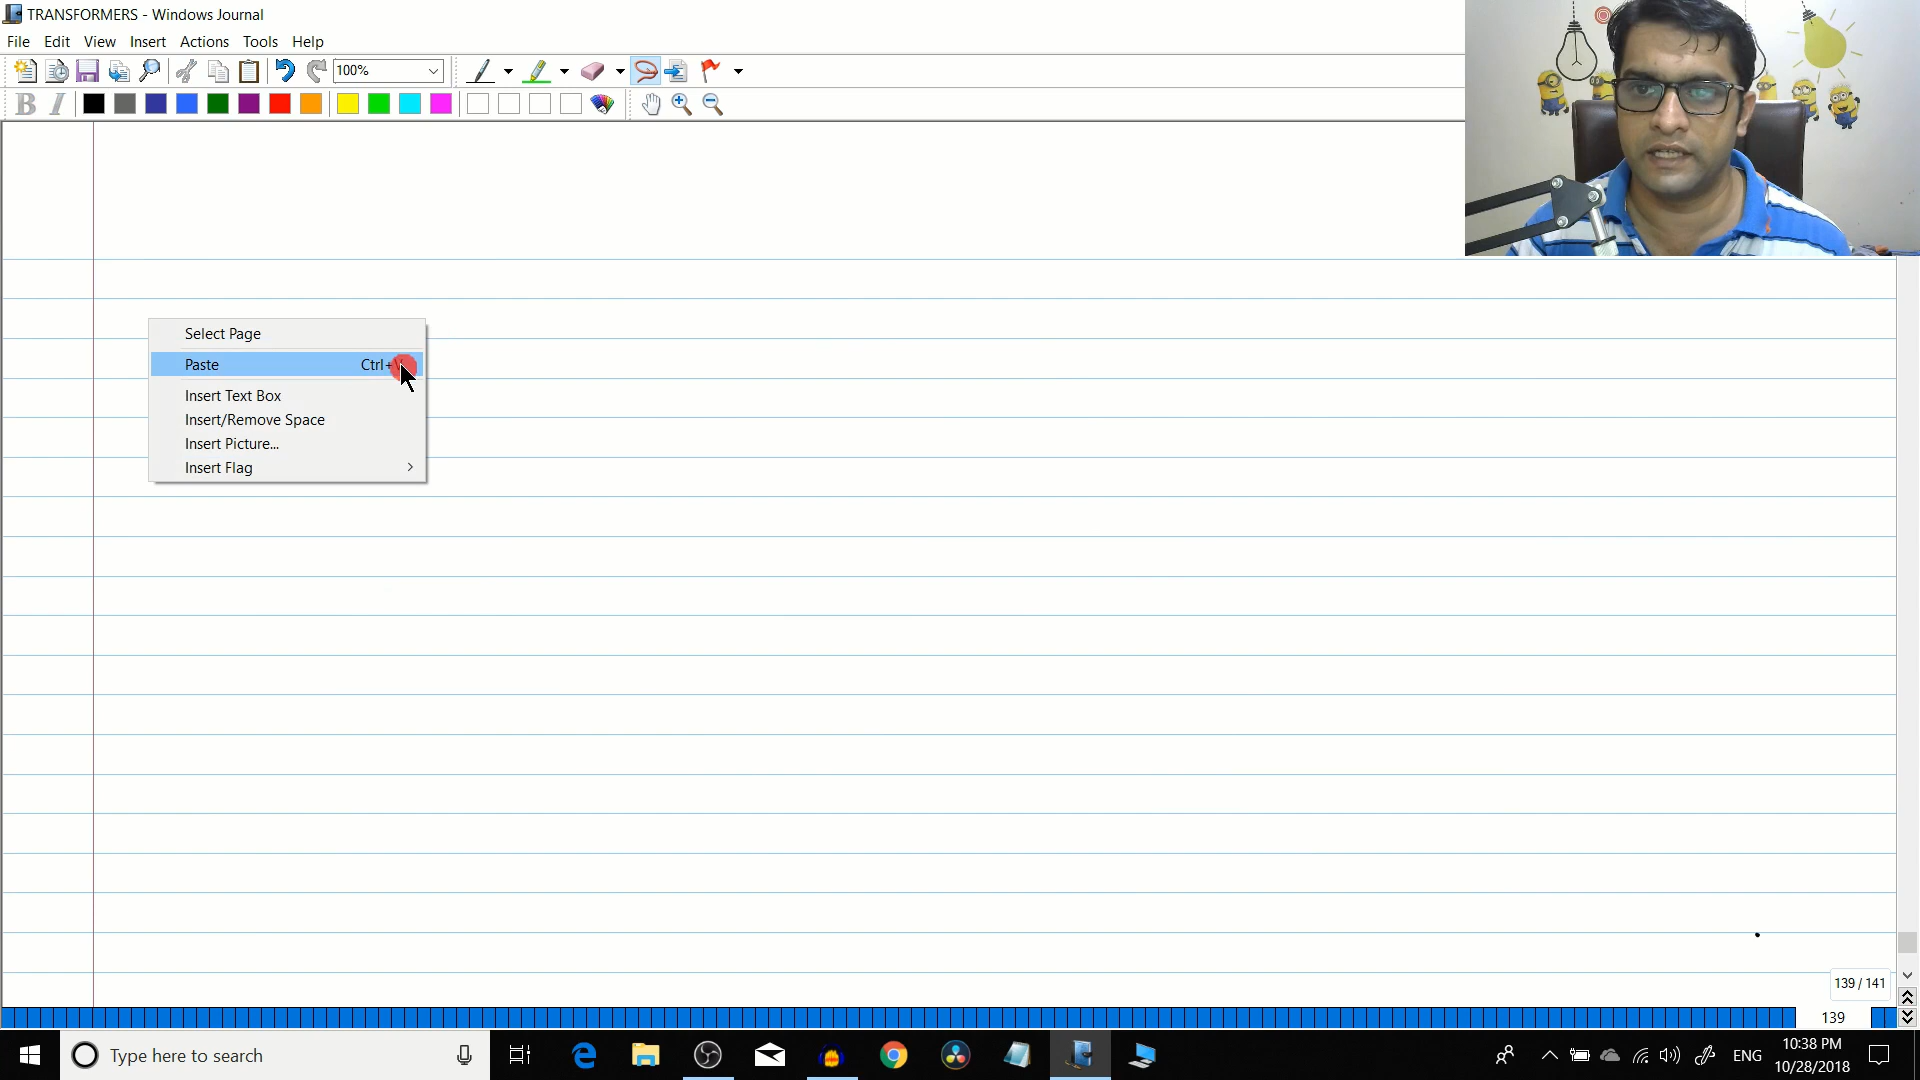 TRANSFORMERS - Windows Journal
File Edit View Insert Actions Tools Help
100%
B I
Select Page
Paste Ctrl+
Insert Text Box
Insert/Remove Space
Insert Picture...
Insert Flag
139 / 141
139
Type here to search
ENG
10:38 PM
10/28/2018